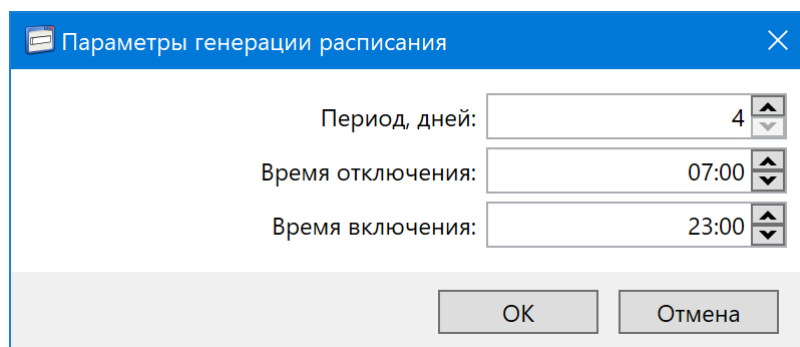 Параметры генерации расписания
Период, дней: 4
Время отключения: 07:00
Время включения: 23:00
OK Отмена